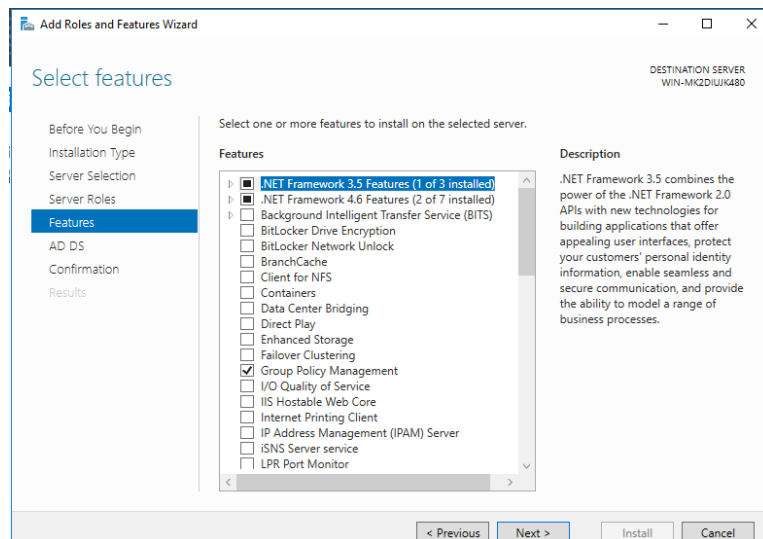 Add Roles and Features Wizard
Select features
DESTINATION SERVER
WIN-MK2DIUJK480
Before You Begin
Installation Type
Server Selection
Server Roles
Features
AD DS
Confirmation
Results
Select one or more features to install on the selected server.
Features
.NET Framework 3.5 Features (1 of 3 installed)
.NET Framework 4.6 Features (2 of 7 installed)
Background Intelligent Transfer Service (BITS)
BitLocker Drive Encryption
BitLocker Network Unlock
BranchCache
Client for NFS
Containers
Data Center Bridging
Direct Play
Enhanced Storage
Failover Clustering
Group Policy Management
I/O Quality of Service
IIS Hostable Web Core
Internet Printing Client
IP Address Management (IPAM) Server
iSNS Server service
LPR Port Monitor
Description
.NET Framework 3.5 combines the
power of the .NET Framework 2.0
APIs with new technologies for
building applications that offer
appealing user interfaces, protect
your customers' personal identity
information, enable seamless and
secure communication, and provide
the ability to model a range of
business processes.
< Previous
Next >
Install
Cancel